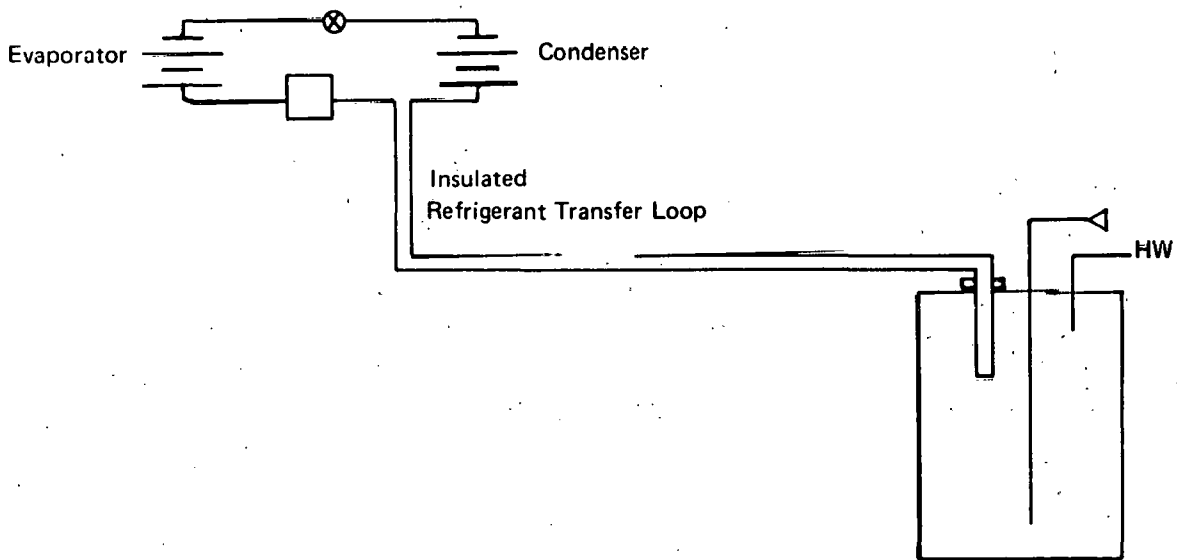 Evaporator
Condenser
Insulated
Refrigerant Transfer Loop
HW